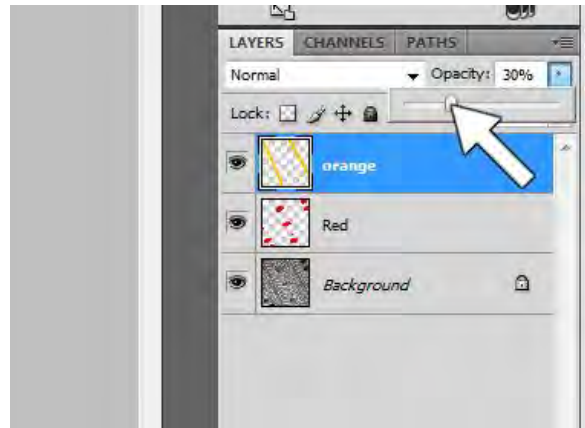 LAYERS CHANNELS PATHS
Normal Opacity: 30%
Lock:
orange
Red
Background